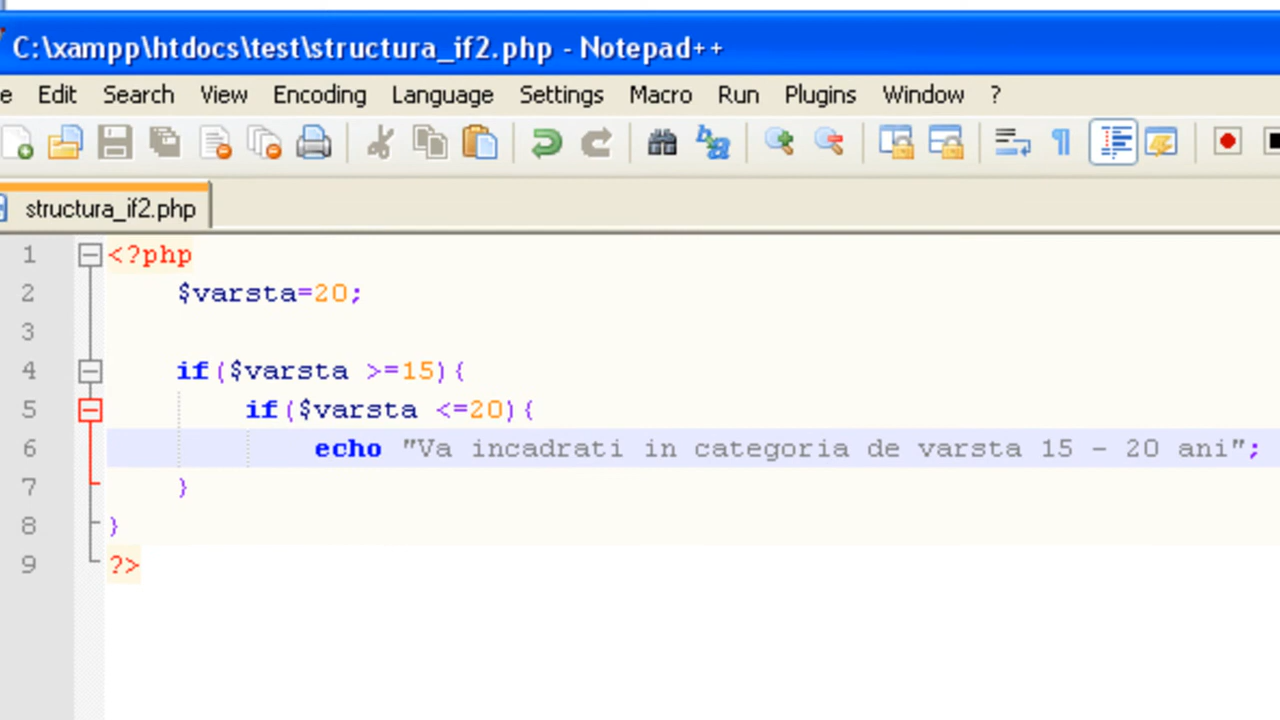 C:\xampp\htdocs\test\structura_if2.php - Notepad++
e Edit Search View Encoding Language Settings Macro Run Plugins Window ?
structura_if2.php
1 <?php
2 $varsta=20;
3
4 if($varsta >=15){
5 if($varsta <=20){
6 echo "Va incadrati in categoria de varsta 15 - 20 ani";
7 }
8 }
9 ?>